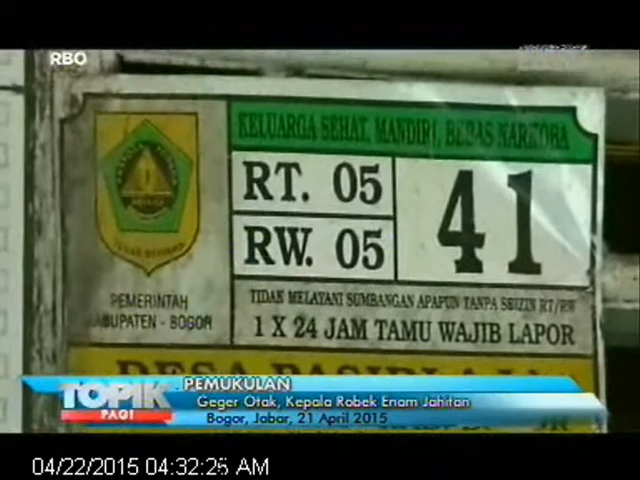 RBO
KELUARGA SEHAT, MANDIRI, BEBAS NARKOBA
RT. 05
41
RW. 05
PEMERINTAH
KABUPATEN - BOGOR
TIDAK MELAYANI SUMBANGAN APAPUN TANPA SEIZIN RT/RW
1 X 24 JAM TAMU WAJIB LAPOR
DESA
TOPIK
PAGI
PEMUKULAN
Geger Otak, Kepala Robek Enam Jahitan
Bogor, Jabar, 21 April 2015
04/22/2015 04:32:25 AM